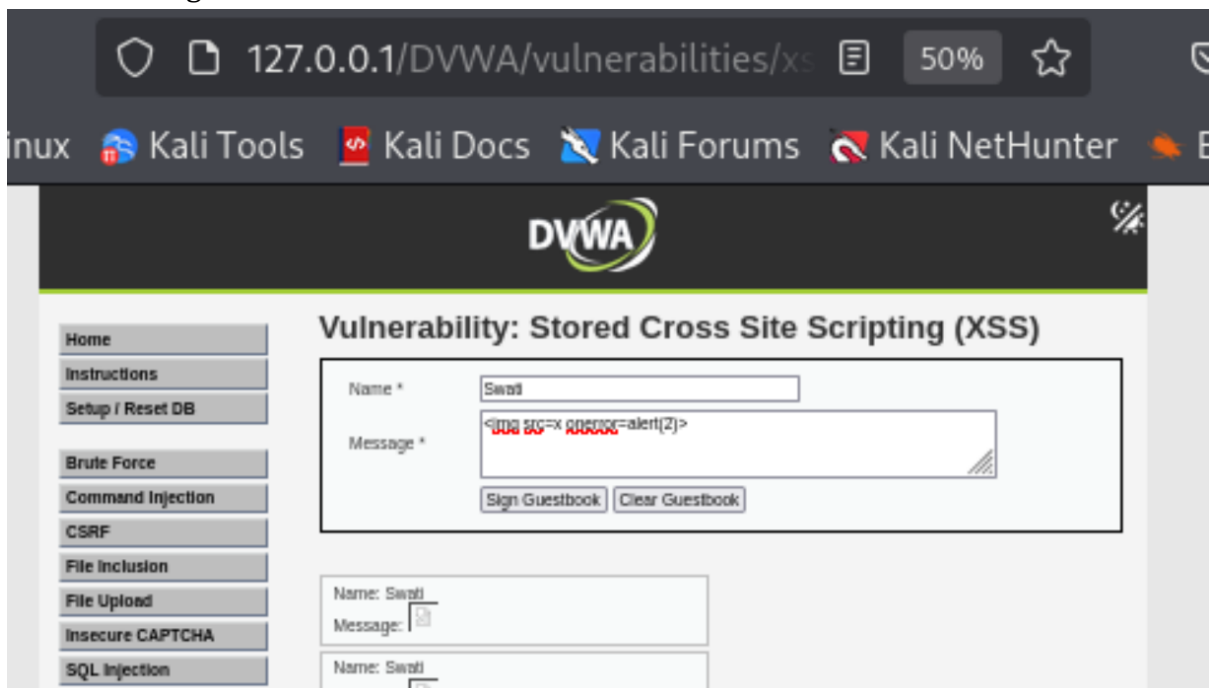 127.0.0.1/DVWA/vulnerabilities/xs 50%
inux Kali Tools Kali Docs Kali Forums Kali NetHunter E
DVWA
Vulnerability: Stored Cross Site Scripting (XSS)
Home
Instructions
Setup / Reset DB
Brute Force
Command Injection
CSRF
File Inclusion
File Upload
Insecure CAPTCHA
SQL Injection
Name * Swati
Message * <img src=x onerror=alert(2)>
Sign Guestbook Clear Guestbook
Name: Swati
Message:
Name: Swati